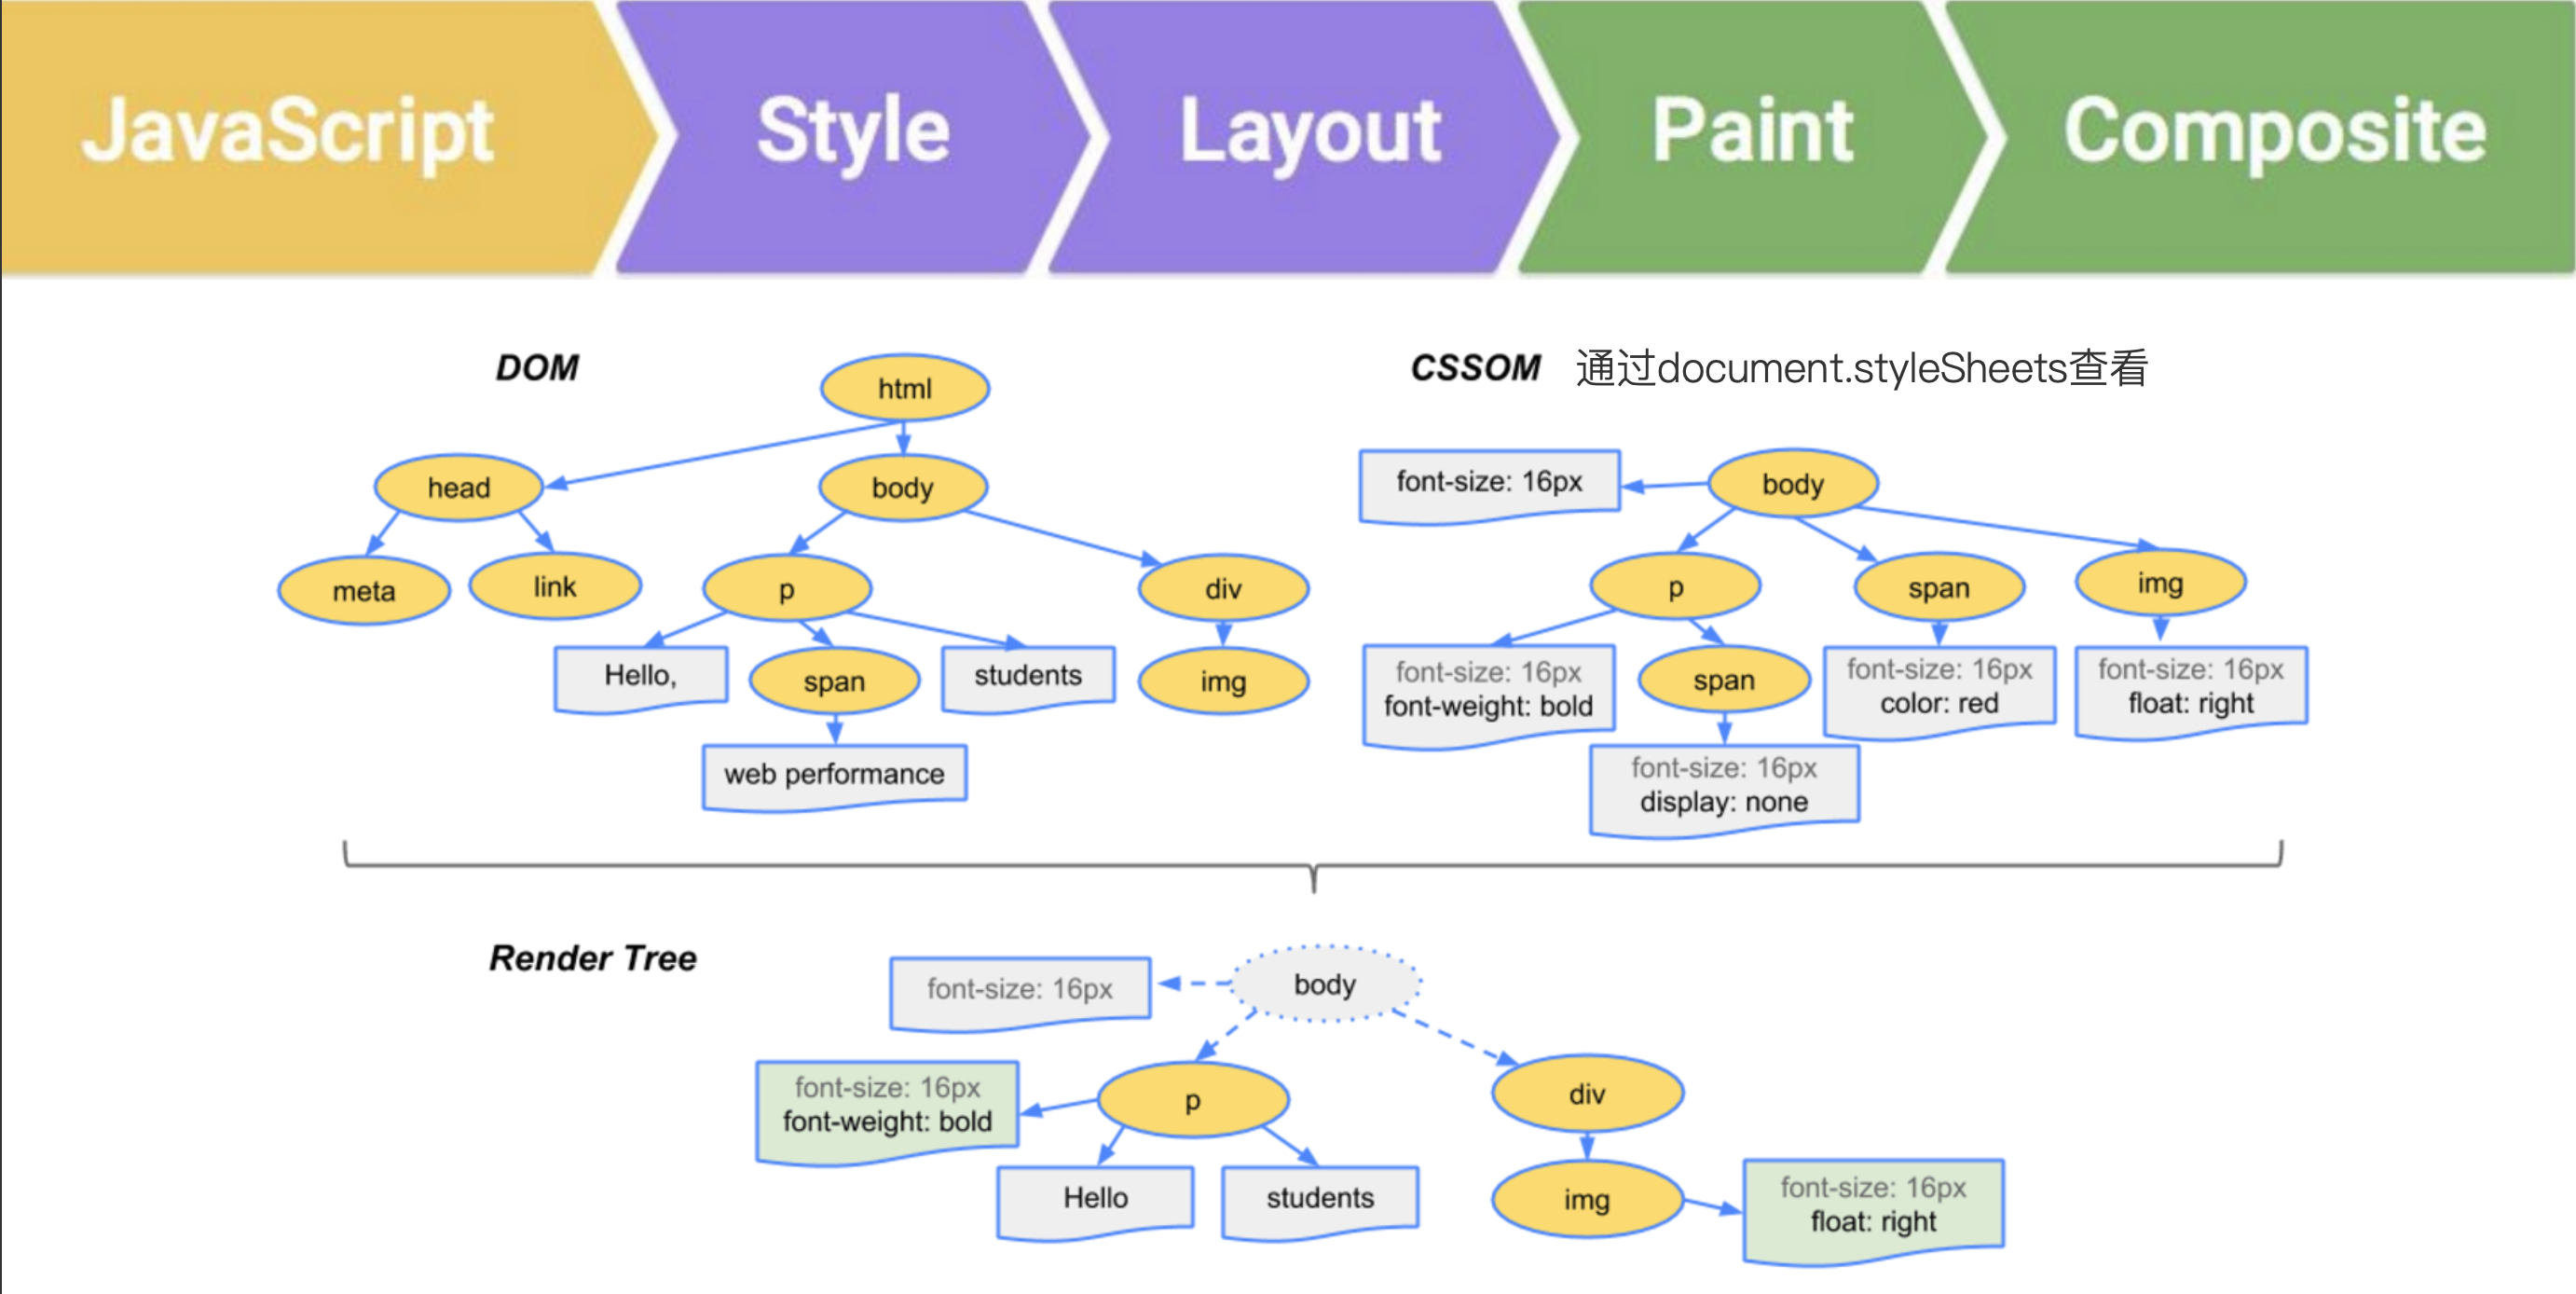 JavaScript
Style
Layout
Paint
Composite
DOM
html
head
body
meta
link
p
div
Hello,
span
students
img
web performance
CSSOM 通过document.styleSheets查看
font-size: 16px
body
p
span
img
font-size: 16px
font-weight: bold
span
font-size: 16px
color: red
font-size: 16px
float: right
font-size: 16px
display: none
Render Tree
font-size: 16px
body
font-size: 16px
font-weight: bold
p
div
Hello
students
img
font-size: 16px
float: right